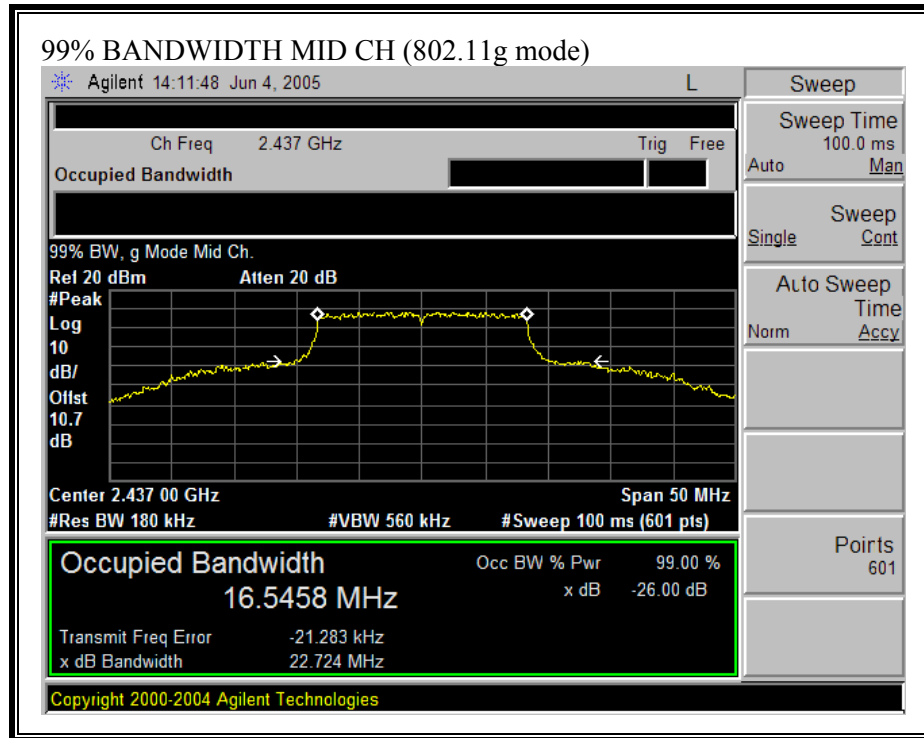 99% BANDWIDTH MID CH (802.11g mode)
Agilent 14:11:48 Jun 4, 2005 L
Ch Freq 2.437 GHz Trig Free
Occupied Bandwidth
99% BW, g Mode Mid Ch.
Ref 20 dBm Atten 20 dB
#Peak
Log
10
dB/
Offst
10.7
dB
Center 2.437 00 GHz Span 50 MHz
#Res BW 180 kHz #VBW 560 kHz #Sweep 100 ms (601 pts)
Occupied Bandwidth Occ BW % Pwr 99.00 %
16.5458 MHz x dB -26.00 dB
Transmit Freq Error -21.283 kHz
x dB Bandwidth 22.724 MHz
Copyright 2000-2004 Agilent Technologies
Sweep
Sweep Time
100.0 ms
Auto Man
Sweep
Single Cont
Auto Sweep
Time
Norm Accy
Points
601